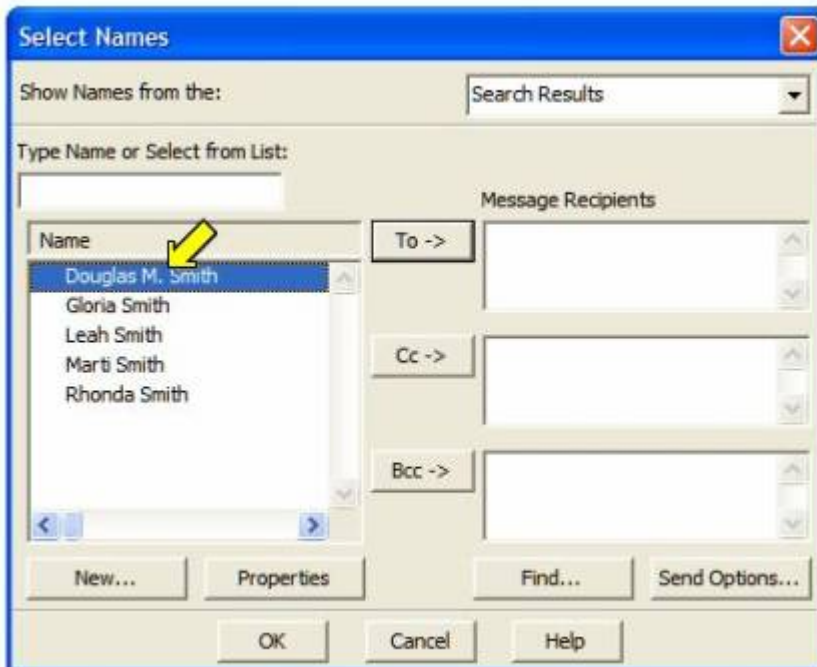 Select Names
Show Names from the:
Search Results
Type Name or Select from List:
Message Recipients
Name
To ->
Douglas M. Smith
Gloria Smith
Leah Smith
Marti Smith
Rhonda Smith
Cc ->
Bcc ->
New...
Properties
Find...
Send Options...
OK
Cancel
Help